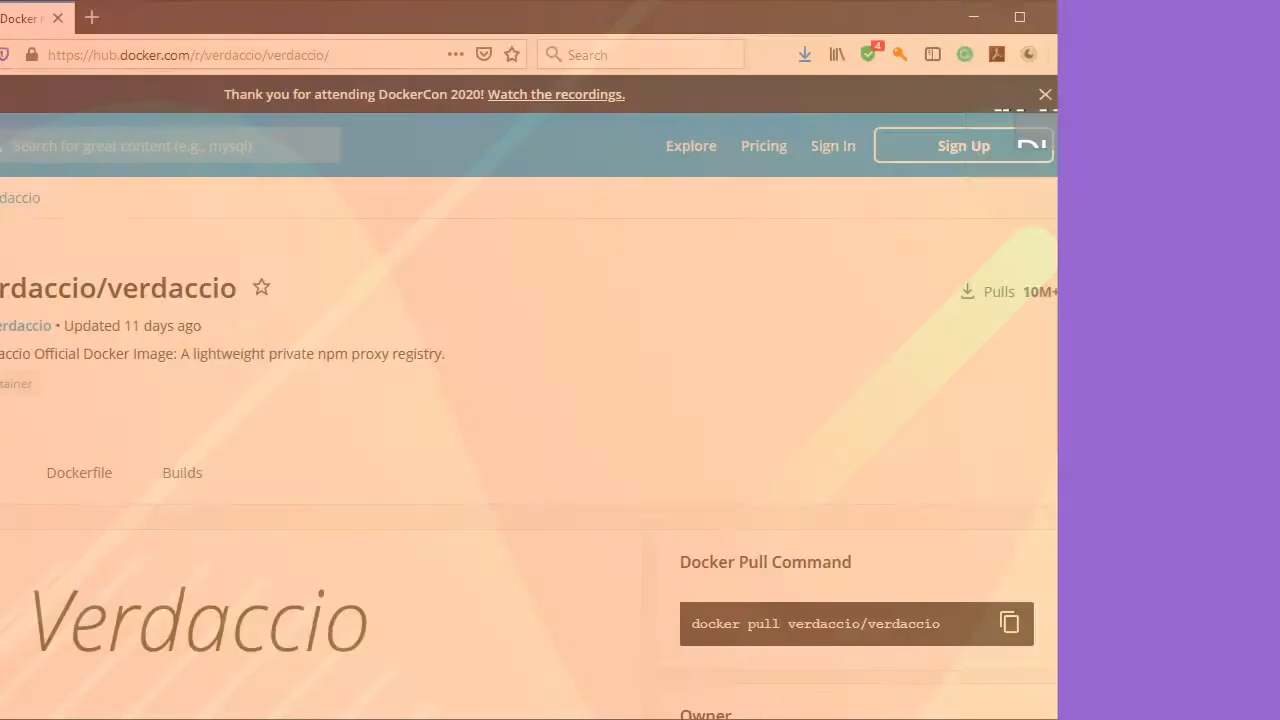 Docker
https://hub.docker.com/r/verdaccio/verdaccio/
Search
4
Thank you for attending DockerCon 2020! Watch the recordings.
Search for great content (e.g., mysql)
Explore
Pricing
Sign In
Sign Up
daccio
rdaccio/verdaccio
Pulls 10M+
erdaccio • Updated 11 days ago
accio Official Docker Image: A lightweight private npm proxy registry.
tainer
Dockerfile
Builds
Verdaccio
Docker Pull Command
docker pull verdaccio/verdaccio
Owner